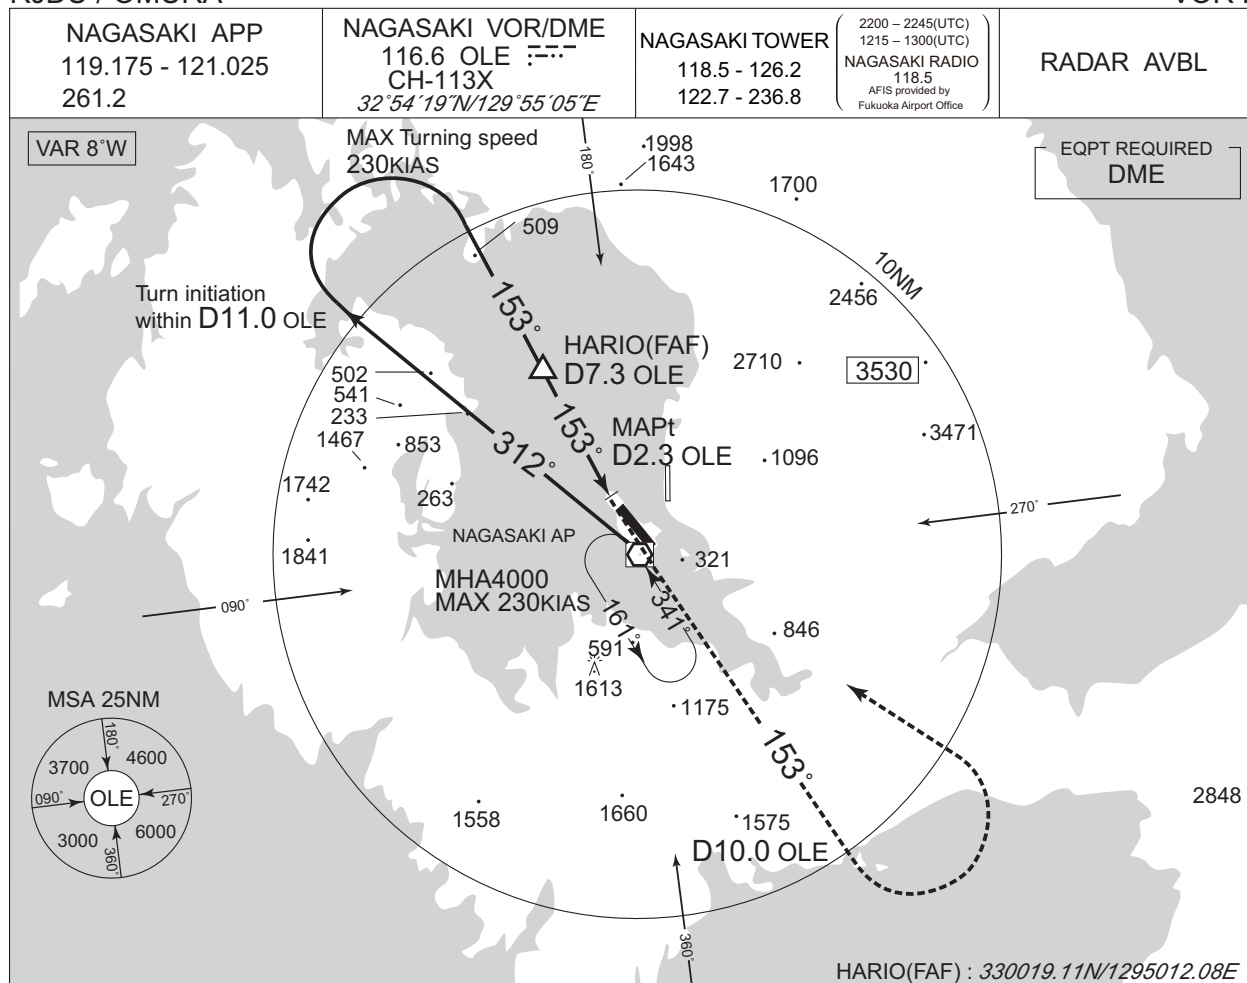 NAGASAKI APP
119.175 - 121.025
261.2
NAGASAKI VOR/DME
116.6 OLE
CH-113X
32°54´19˝N/129°55´05˝E
NAGASAKI TOWER
118.5 - 126.2
122.7 - 236.8
2200 – 2245(UTC)
1215 – 1300(UTC)
NAGASAKI RADIO
118.5
AFIS provided by
Fukuoka Airport Office
RADAR AVBL
VAR 8°W
MAX Turning speed
230KIAS
180°
1998
1643
1700
EQPT REQUIRED
DME
509
10NM
2456
Turn initiation
within D11.0 OLE
153°
HARIO(FAF)
D7.3 OLE
2710
3530
502
541
233
1467
853
312°
153°
MAPt
D2.3 OLE
1096
3471
1742
263
270°
1841
NAGASAKI AP
321
MHA4000
MAX 230KIAS
090°
161°
341°
591
1613
846
1175
MSA 25NM
180°
3700
4600
090°
OLE
270°
3000
6000
360°
153°
2848
1558
1660
1575
D10.0 OLE
360°
HARIO(FAF) : 330019.11N/1295012.08E